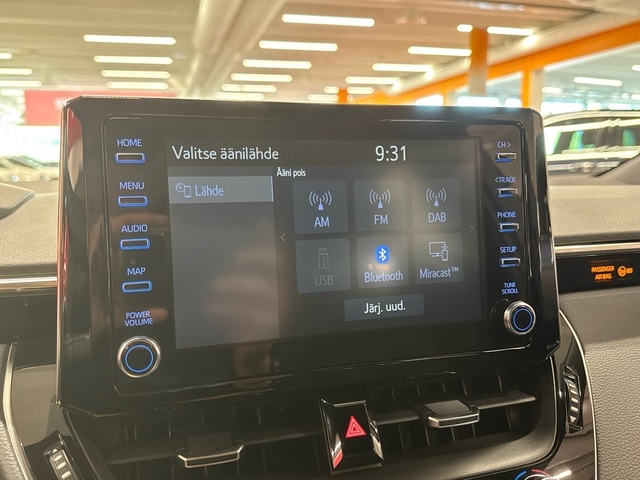 HOME
MENU
AUDIO
MAP
POWER
VOLUME
Valitse äänilähde
9:31
Lähde
Ääni pois
AM
FM
DAB
USB
Bluetooth
Miracast™
Järj. uud.
CH >
< TRACK
PHONE
SETUP
TUNE
SCROLL
PASSENGER
AIR BAG